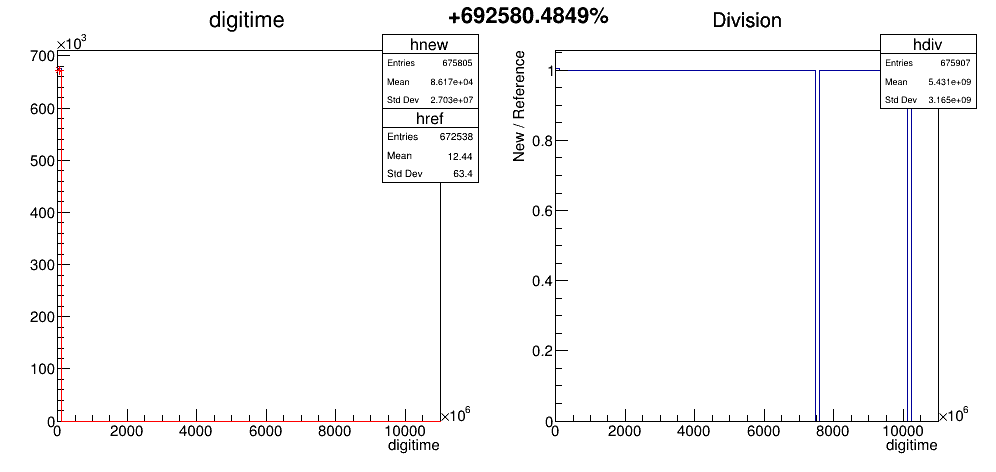 +692580.4849%
digitime
×10³
700
600
500
400
300
200
100
0
0 2000 4000 6000 8000 10000
×10⁶
digitime
hnew
Entries 675805
Mean 8.617e+04
Std Dev 2.703e+07
href
Entries 672538
Mean 12.44
Std Dev 63.4
Division
New / Reference
1
0.8
0.6
0.4
0.2
0
0 2000 4000 6000 8000 10000
×10⁶
digitime
hdiv
Entries 675907
Mean 5.431e+09
Std Dev 3.165e+09